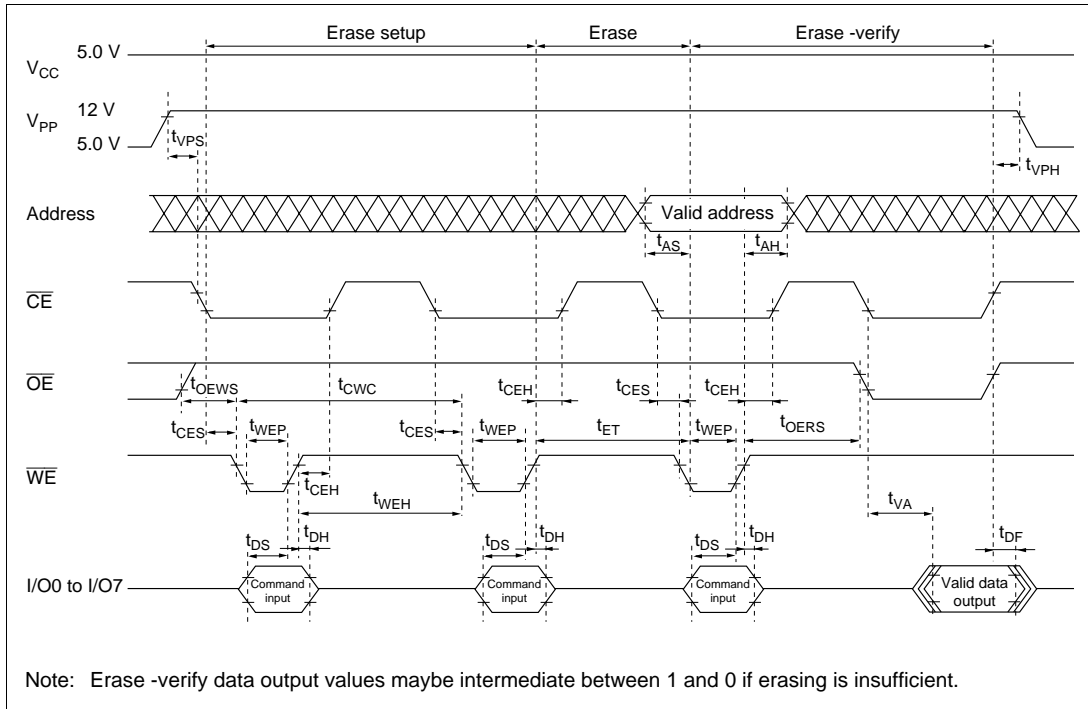 Erase setup Erase Erase -verify
5.0 V
VCC
12 V
VPP
5.0 V
tVPS
tVPH
Address Valid address
tAS tAH
CE
OE
tOEWS tCWC tCEH tCES tCEH
tCES tWEP tCES tWEP tET tWEP tOERS
WE
tCEH
tWEH tVA
tDS tDH tDS tDH tDS tDH tDF
I/O0 to I/O7 Command input Command input Command input Valid data output
Note: Erase -verify data output values maybe intermediate between 1 and 0 if erasing is insufficient.